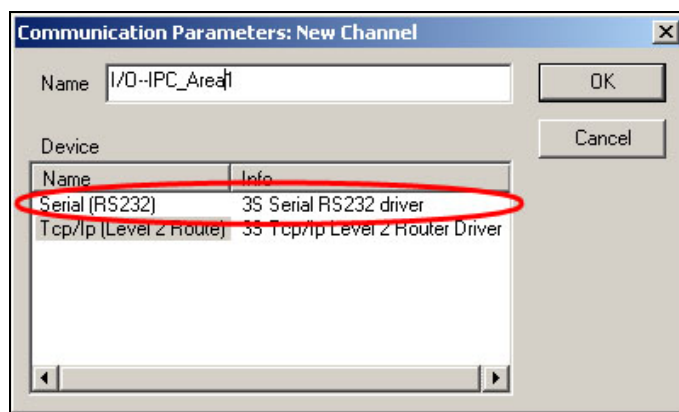 Communication Parameters: New Channel
Name I/O--IPC_Area1 OK
Cancel
Device
Name Info
Serial (RS232) 3S Serial RS232 driver
Tcp/Ip (Level 2 Route) 3S Tcp/Ip Level 2 Router Driver